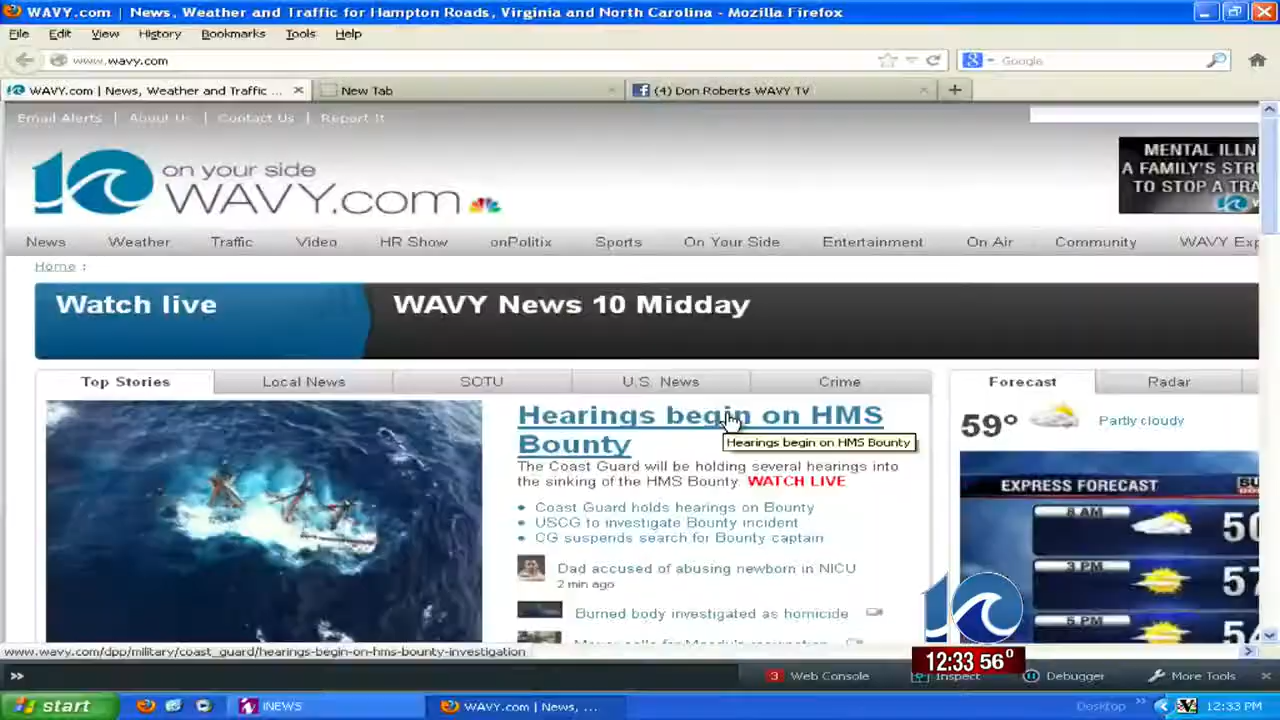 WAVY.com | News, Weather and Traffic for Hampton Roads, Virginia and North Carolina - Mozilla Firefox
File Edit View History Bookmarks Tools Help
www.wavy.com
Google
WAVY.com | News, Weather and Traffic ...
New Tab
(4) Don Roberts WAVY TV
Email Alerts | About Us | Contact Us | Report It
10 on your side
WAVY.com
MENTAL ILLN
A FAMILY'S STR
TO STOP A TRA
News Weather Traffic Video HR Show onPolitix Sports On Your Side Entertainment On Air Community WAVY Exp
Home :
Watch live
WAVY News 10 Midday
Top Stories Local News SOTU U.S. News Crime
Forecast Radar
Hearings begin on HMS
Bounty
Hearings begin on HMS Bounty
The Coast Guard will be holding several hearings into
the sinking of the HMS Bounty. WATCH LIVE
• Coast Guard holds hearings on Bounty
• USCG to investigate Bounty incident
• CG suspends search for Bounty captain
Dad accused of abusing newborn in NICU
2 min ago
Burned body investigated as homicide
59° Partly cloudy
EXPRESS FORECAST
8 AM 50
3 PM 57
5 PM 54
www.wavy.com/dpp/military/coast_guard/hearings-begin-on-hms-bounty-investigation
10
12:33 56°
» 3 Web Console Inspect Debugger More Tools
start INEWS WAVY.com | News, ... Desktop » 12:33 PM